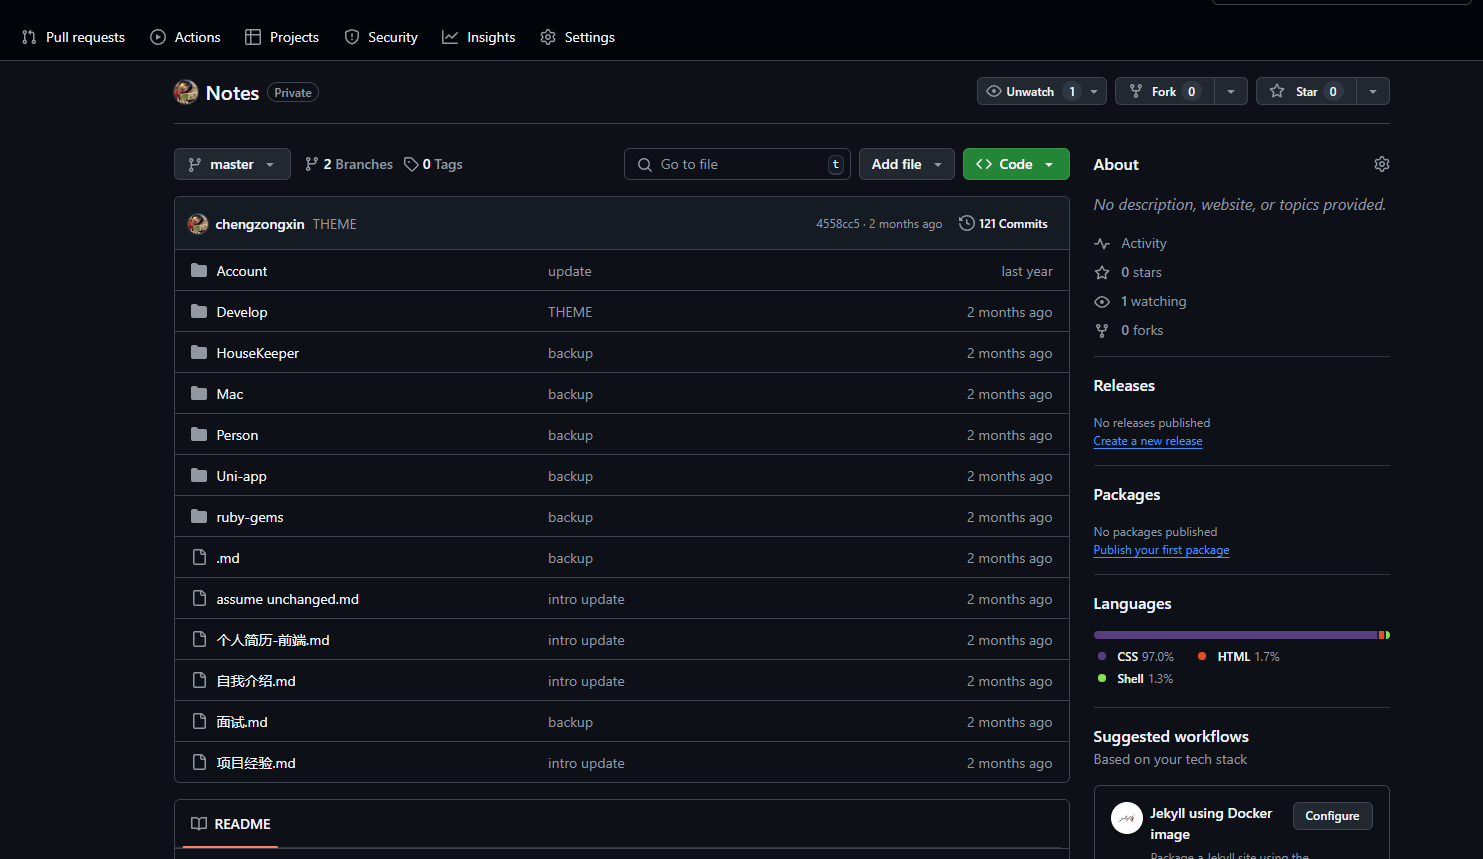 Pull requests Actions Projects Security Insights Settings
Notes Private Unwatch 1 Fork 0 Star 0
master 2 Branches 0 Tags Go to file t Add file Code
chengzongxin THEME 4558cc5 · 2 months ago 121 Commits
Account update last year
Develop THEME 2 months ago
HouseKeeper backup 2 months ago
Mac backup 2 months ago
Person backup 2 months ago
Uni-app backup 2 months ago
ruby-gems backup 2 months ago
.md backup 2 months ago
assume unchanged.md intro update 2 months ago
个人简历-前端.md intro update 2 months ago
自我介绍.md intro update 2 months ago
面试.md backup 2 months ago
项目经验.md intro update 2 months ago
README
About
No description, website, or topics provided.
Activity
0 stars
1 watching
0 forks
Releases
No releases published
Create a new release
Packages
No packages published
Publish your first package
Languages
CSS 97.0% HTML 1.7%
Shell 1.3%
Suggested workflows
Based on your tech stack
Jekyll using Docker
image
Configure
Package a Jekyll site using the